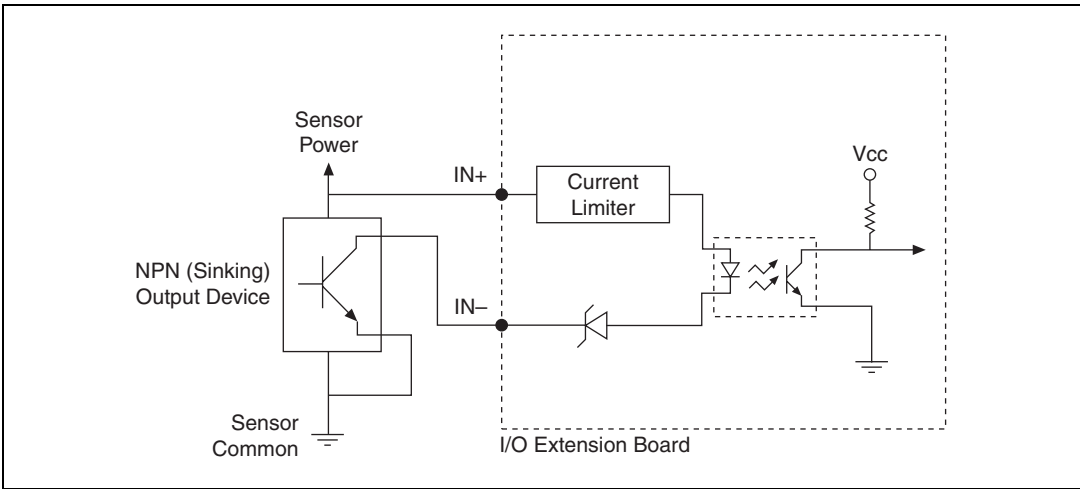 Sensor
Power
IN+
Current
Limiter
Vcc
NPN (Sinking)
Output Device
IN–
Sensor
Common
I/O Extension Board